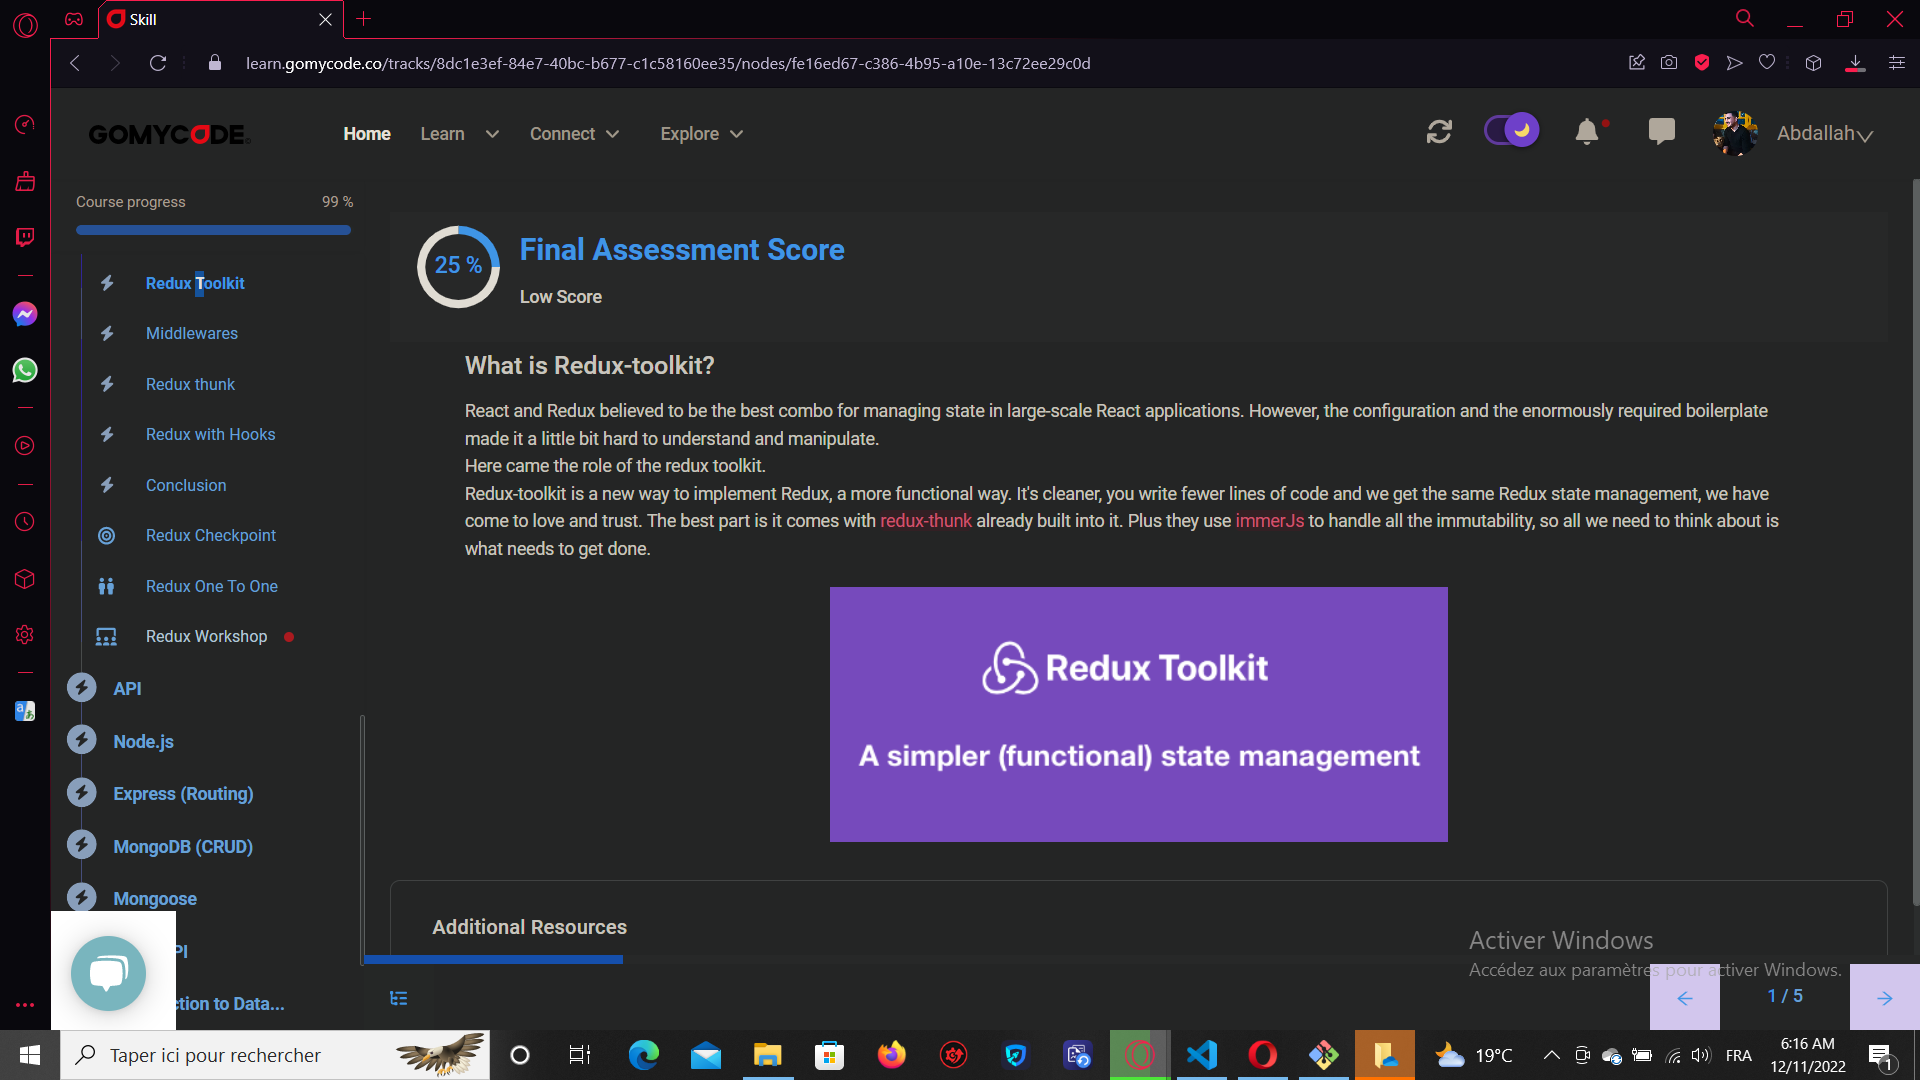 Skill
learn.gomycode.co/tracks/8dc1e3ef-84e7-40bc-b677-c1c58160ee35/nodes/fe16ed67-c386-4b95-a10e-13c72ee29c0d
GOMYCODE
Home
Learn
Connect
Explore
Abdallah
Course progress
99 %
Redux Toolkit
Middlewares
Redux thunk
Redux with Hooks
Conclusion
Redux Checkpoint
Redux One To One
Redux Workshop
API
Node.js
Express (Routing)
MongoDB (CRUD)
Mongoose
PI
ction to Data...
25 %
Final Assessment Score
Low Score
What is Redux-toolkit?
React and Redux believed to be the best combo for managing state in large-scale React applications. However, the configuration and the enormously required boilerplate
made it a little bit hard to understand and manipulate.
Here came the role of the redux toolkit.
Redux-toolkit is a new way to implement Redux, a more functional way. It's cleaner, you write fewer lines of code and we get the same Redux state management, we have
come to love and trust. The best part is it comes with redux-thunk already built into it. Plus they use immerJs to handle all the immutability, so all we need to think about is
what needs to get done.
Redux Toolkit
A simpler (functional) state management
Additional Resources
Activer Windows
Accédez aux paramètres pour activer Windows.
1 / 5
Taper ici pour rechercher
19°C
FRA
6:16 AM
12/11/2022
1